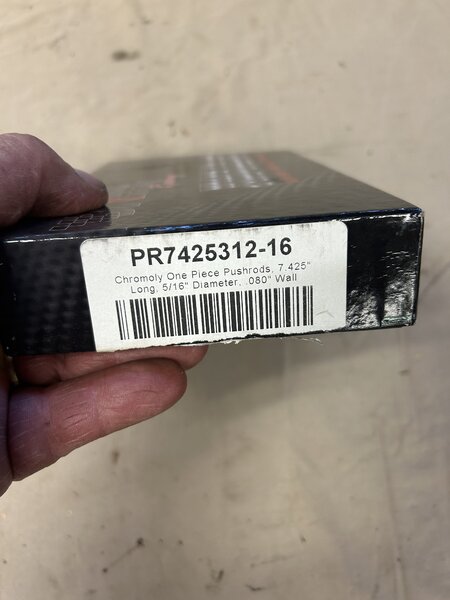 PR7425312-16
Chromoly One Piece Pushrods, 7.425"
Long, 5/16" Diameter, .080" Wall